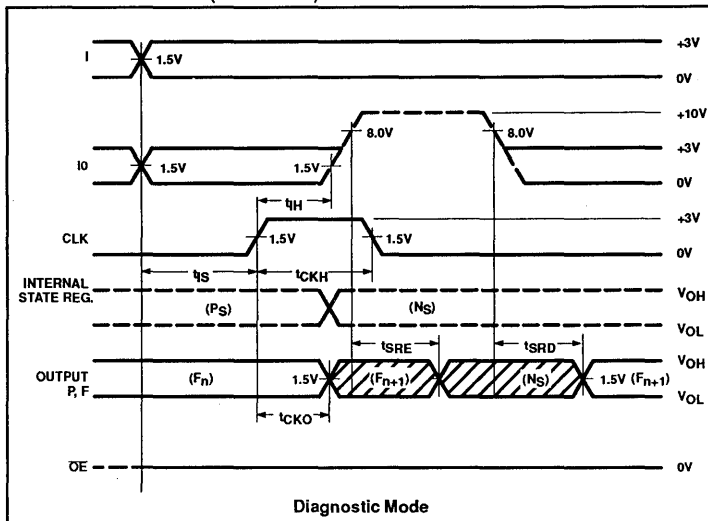 I
1.5V
+3V
0V
+10V
8.0V
8.0V
+3V
I0
1.5V
1.5V
0V
tIH
+3V
CLK
1.5V
1.5V
0V
tIS
tCKH
INTERNAL
STATE REG.
(PS)
(NS)
VOH
VOL
tSRE
tSRD
OUTPUT
P, F
(Fn)
1.5V
(Fn+1)
(NS)
1.5V
(Fn+1)
VOH
VOL
tCKO
OE
0V
Diagnostic Mode